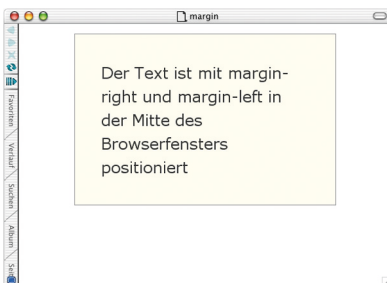 margin
Der Text ist mit margin-
right und margin-left in
der Mitte des
Browserfensters
positioniert
Favoriten
Verlauf
Suchen
Album